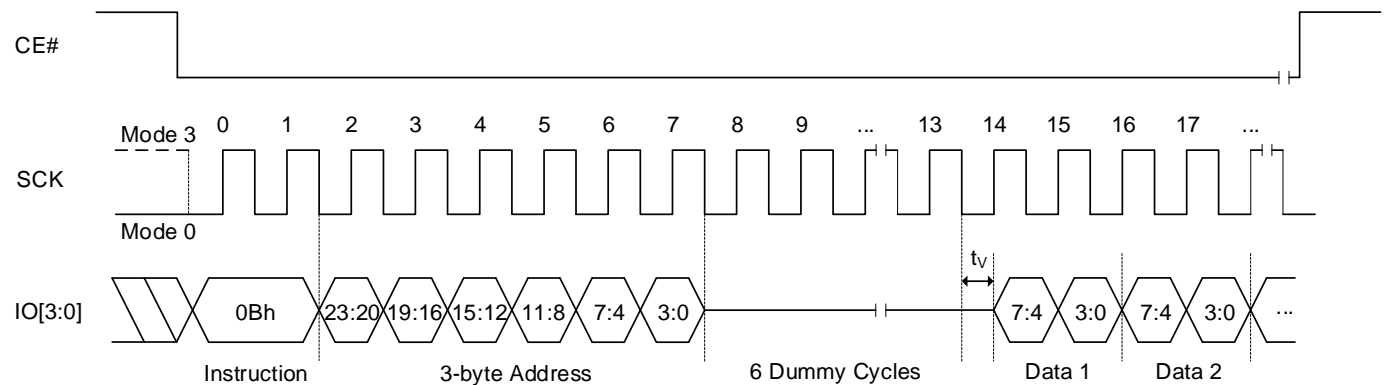 CE#
0 1 2 3 4 5 6 7 8 9 ... 13 14 15 16 17 ...
Mode 3
SCK
Mode 0
tV
IO[3:0] 0Bh 23:20 19:16 15:12 11:8 7:4 3:0 7:4 3:0 7:4 3:0 ...
Instruction 3-byte Address 6 Dummy Cycles Data 1 Data 2